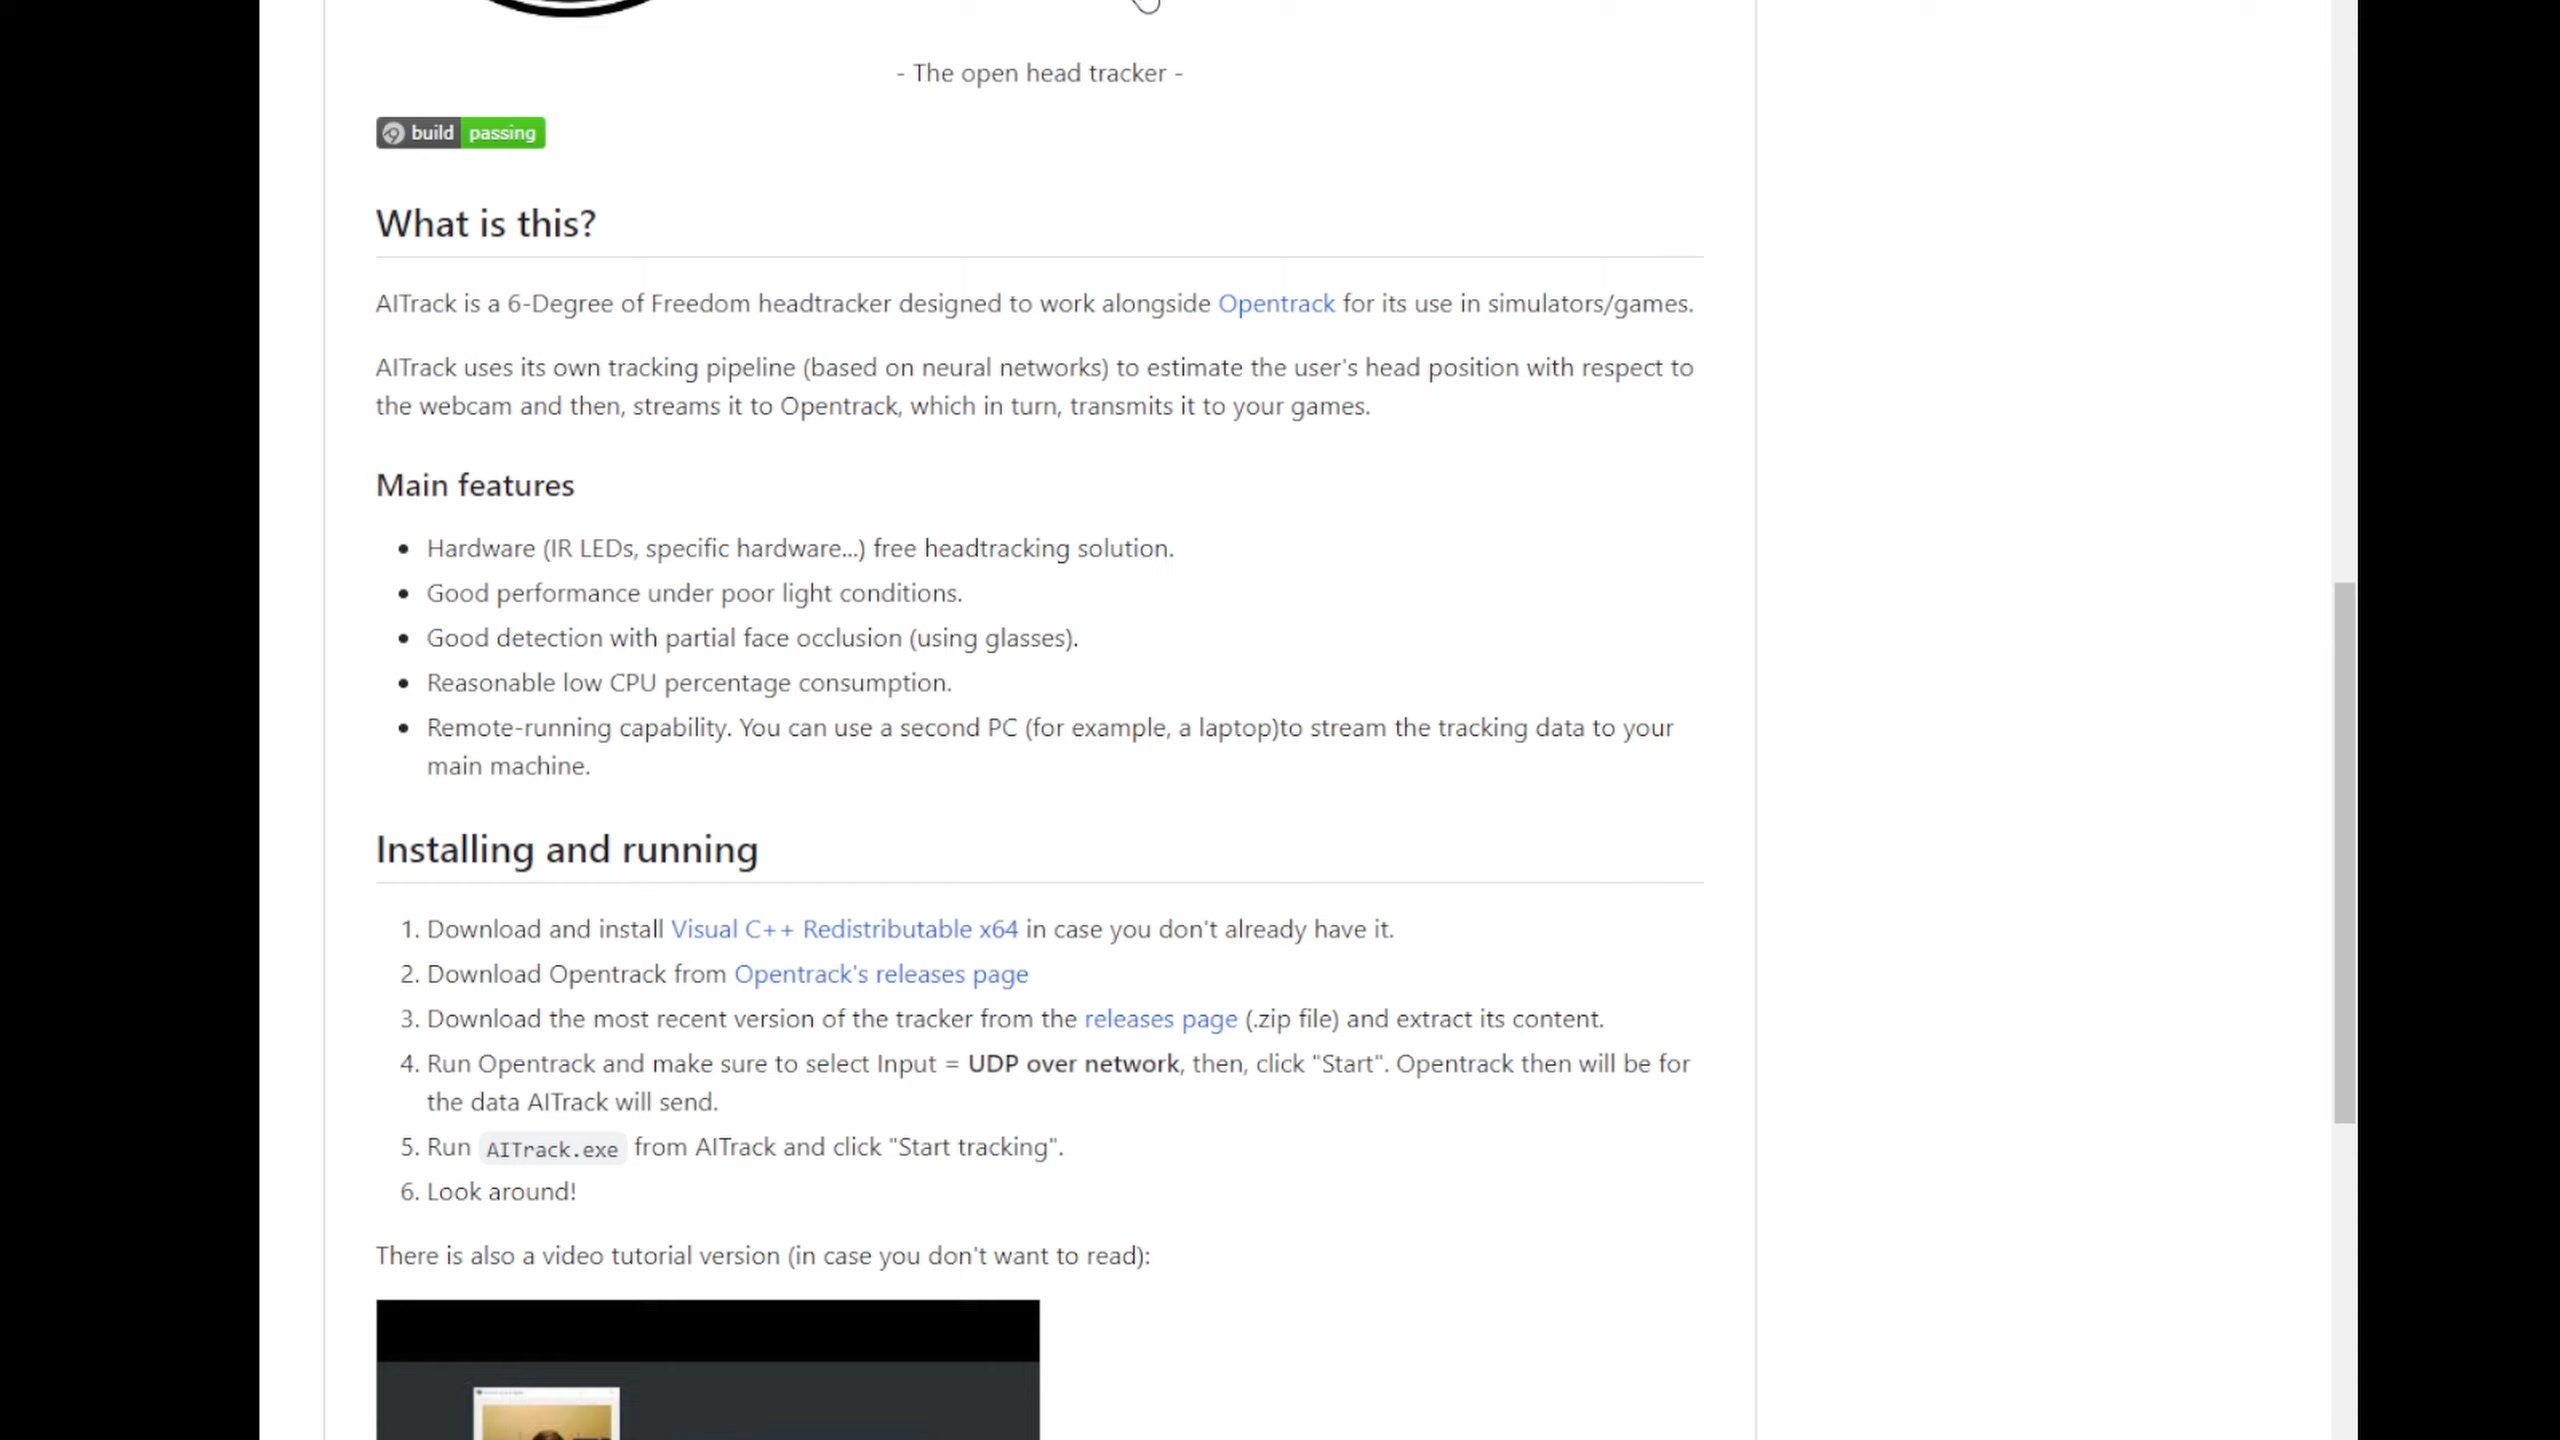 - The open head tracker -
build passing
What is this?
AITrack is a 6-Degree of Freedom headtracker designed to work alongside Opentrack for its use in simulators/games.
AITrack uses its own tracking pipeline (based on neural networks) to estimate the user's head position with respect to
the webcam and then, streams it to Opentrack, which in turn, transmits it to your games.
Main features
• Hardware (IR LEDs, specific hardware...) free headtracking solution.
• Good performance under poor light conditions.
• Good detection with partial face occlusion (using glasses).
• Reasonable low CPU percentage consumption.
• Remote-running capability. You can use a second PC (for example, a laptop)to stream the tracking data to your
main machine.
Installing and running
1. Download and install Visual C++ Redistributable x64 in case you don't already have it.
2. Download Opentrack from Opentrack's releases page
3. Download the most recent version of the tracker from the releases page (.zip file) and extract its content.
4. Run Opentrack and make sure to select Input = UDP over network, then, click "Start". Opentrack then will be for
the data AITrack will send.
5. Run AITrack.exe from AITrack and click "Start tracking".
6. Look around!
There is also a video tutorial version (in case you don't want to read):